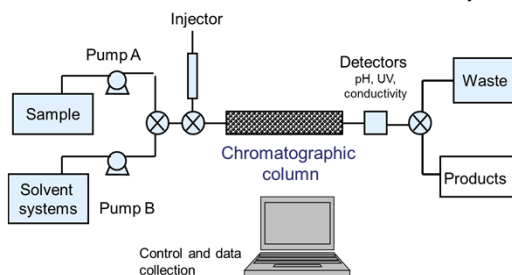 Injector
Pump A
Sample
Solvent
systems
Pump B
Chromatographic
column
Detectors
pH, UV,
conductivity
Waste
Products
Control and data
collection